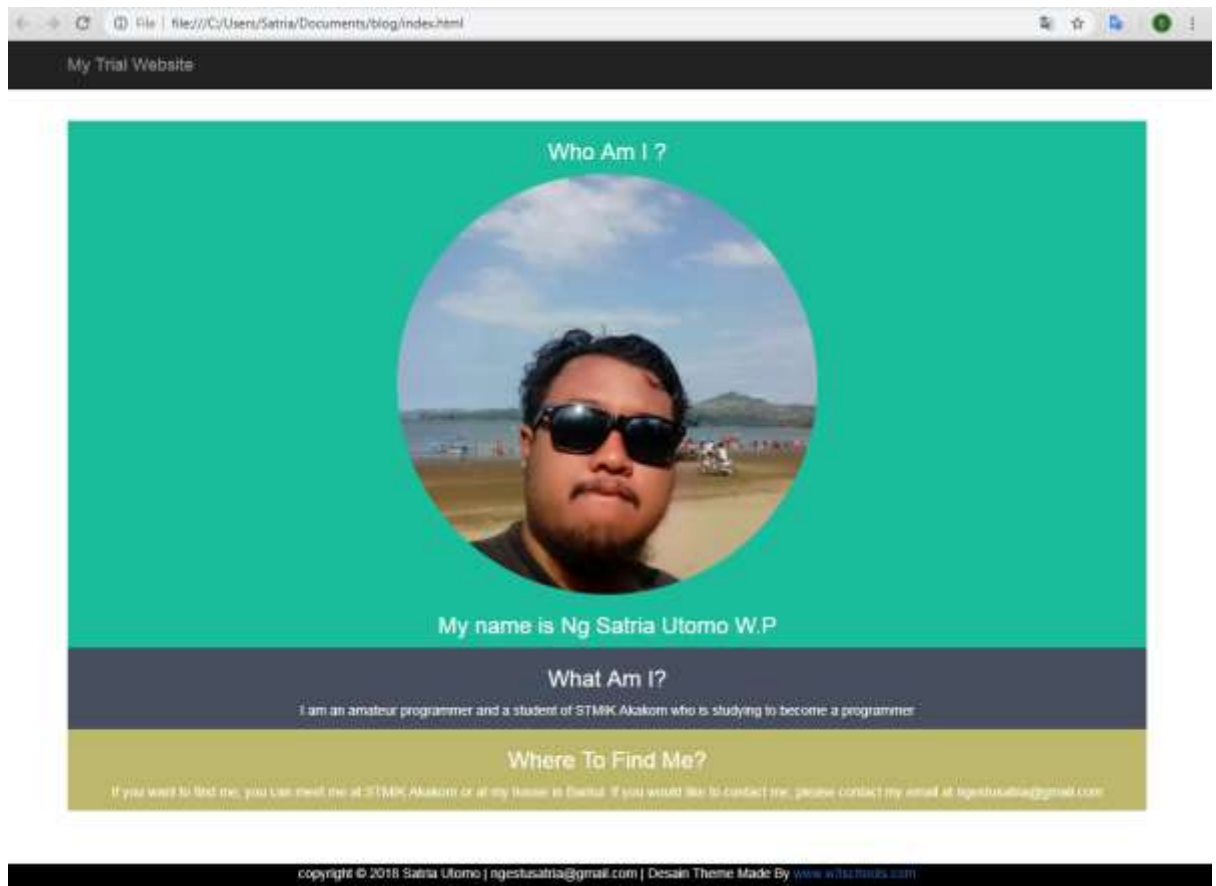 File | file:///C:/Users/Satria/Documents/blog/index.html
My Trial Website
Who Am I ?
My name is Ng Satria Utomo W.P
What Am I?
I am an amateur programmer and a student of STMIK Akakom who is studying to become a programmer
Where To Find Me?
If you want to find me, you can meet me at STMIK Akakom or at my house in Bantul. If you would like to contact me, please contact my email at ngestusatria@gmail.com
copyright © 2018 Satria Utomo | ngestusatria@gmail.com | Desain Theme Made By www.w3schools.com